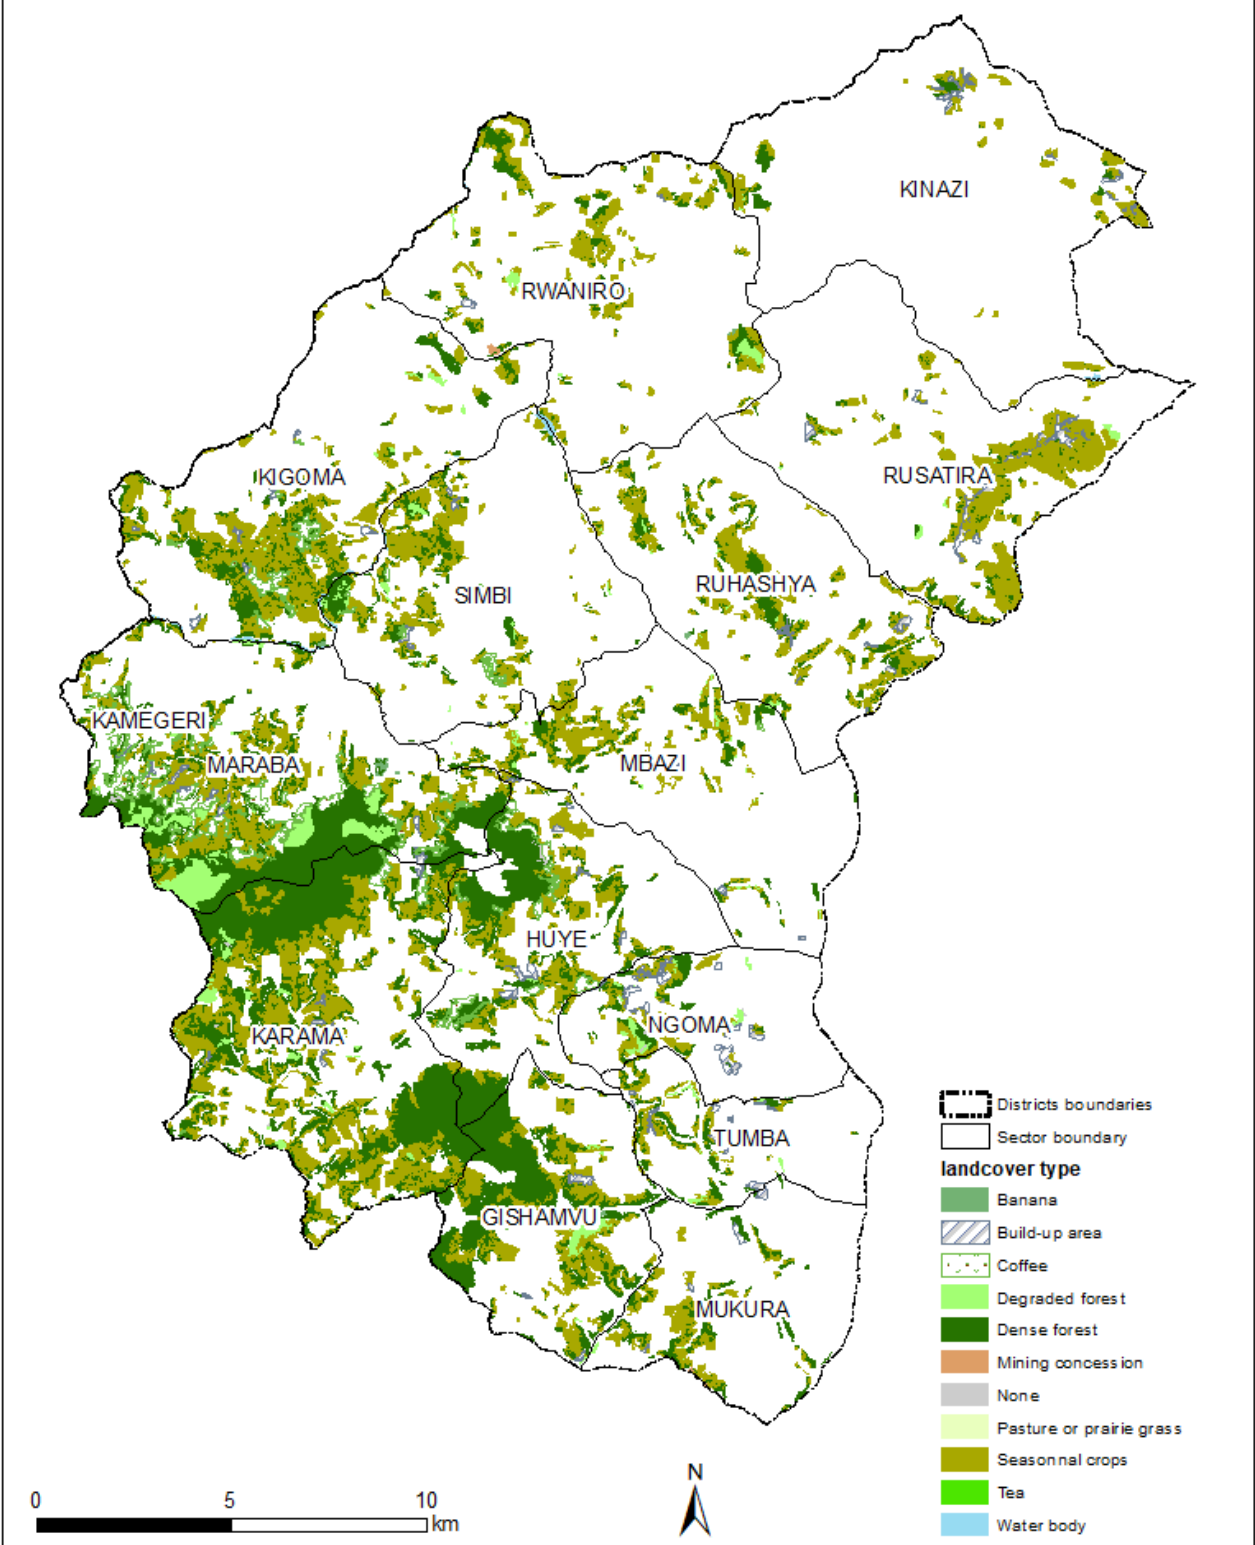 KINAZI
RWANIRO
KIGOMA
RUSATIRA
SIMBI
RUHASHYA
KAMEGERI
MARABA
MBAZI
HUYE
NGOMA
KARAMA
TUMBA
GISHAMVU
MUKURA
Districts boundaries
Sector boundary
landcover type
Banana
Build-up area
Coffee
Degraded forest
Dense forest
Mining concession
None
Pasture or prairie grass
Seasonnal crops
Tea
Water body
N
0 5 10
km